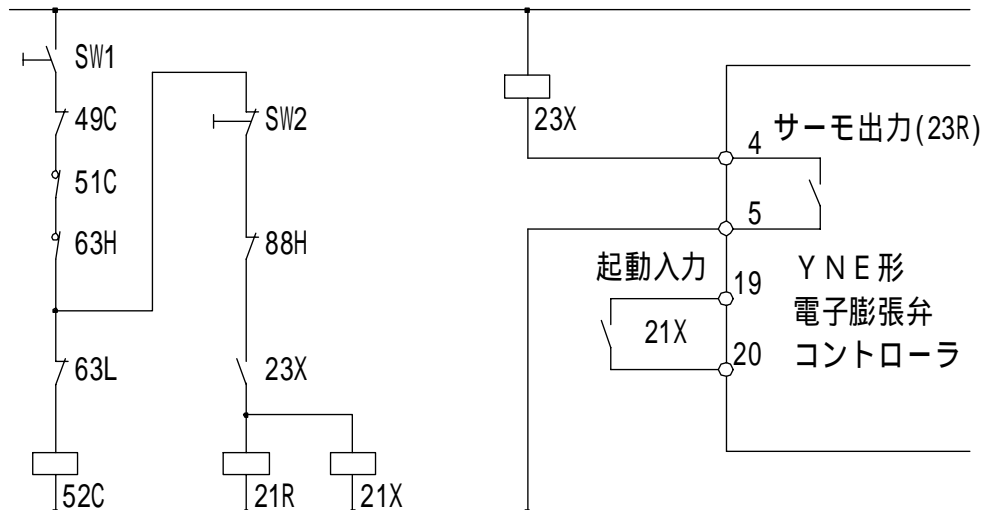 SW1
49C
51C
63H
63L
52C
SW2
88H
23X
21R
21X
23X
サーモ出力(23R)
4
5
起動入力
19
21X
20
ＹＮＥ形
電子膨張弁
コントローラ